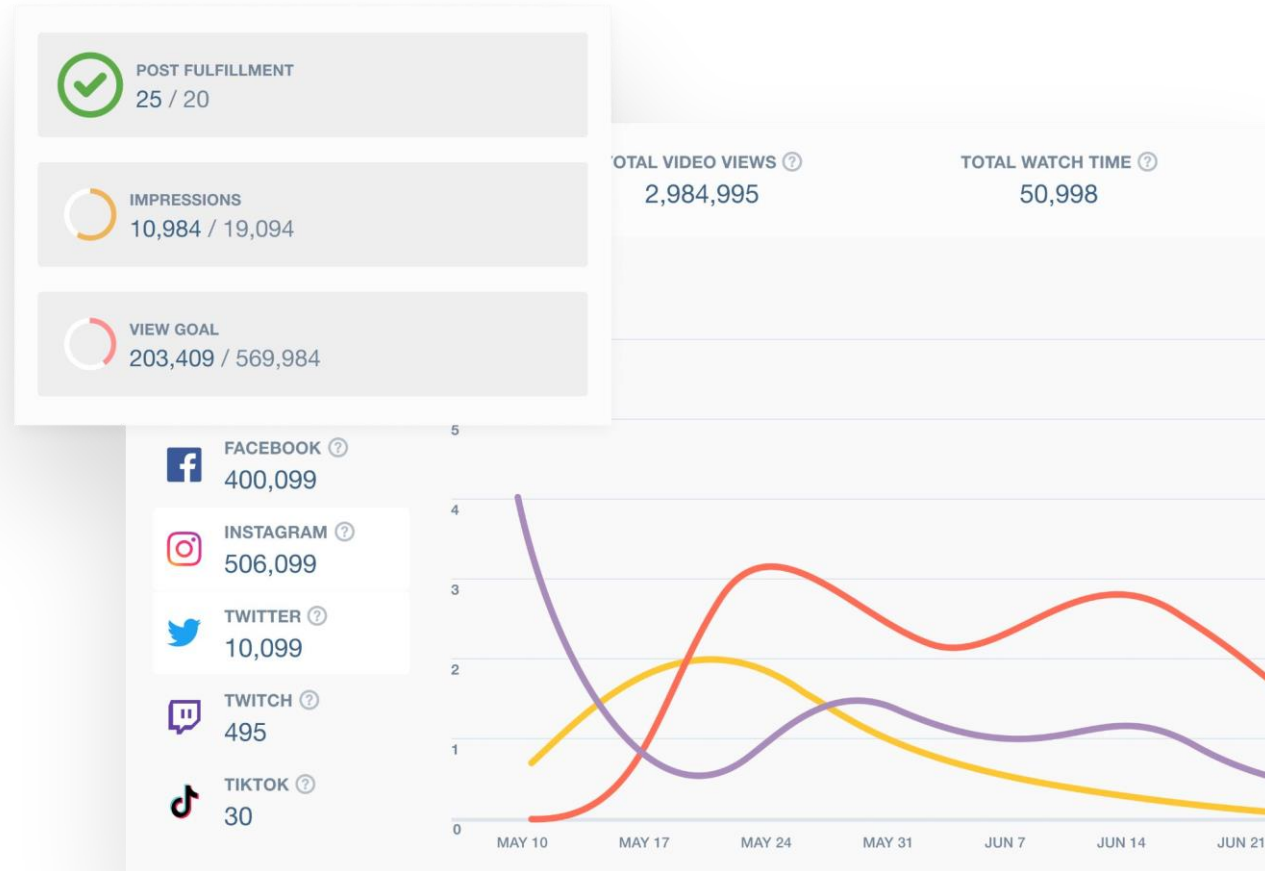 POST FULFILLMENT
25 / 20
IMPRESSIONS
10,984 / 19,094
VIEW GOAL
203,409 / 569,984
OTAL VIDEO VIEWS ?
2,984,995
TOTAL WATCH TIME ?
50,998
FACEBOOK ?
400,099
INSTAGRAM ?
506,099
TWITTER ?
10,099
TWITCH ?
495
TIKTOK ?
30
5
4
3
2
1
0
MAY 10 MAY 17 MAY 24 MAY 31 JUN 7 JUN 14 JUN 21